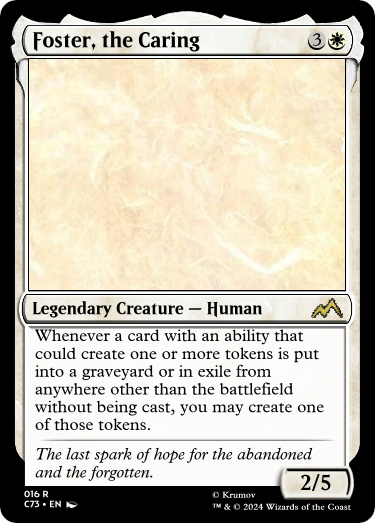 Foster, the Caring 3
Legendary Creature — Human
Whenever a card with an ability that
could create one or more tokens is put
into a graveyard or in exile from
anywhere other than the battlefield
without being cast, you may create one
of those tokens.
The last spark of hope for the abandoned
and the forgotten.
2/5
016 R
C73 • EN
© Krumov
™ & © 2024 Wizards of the Coast